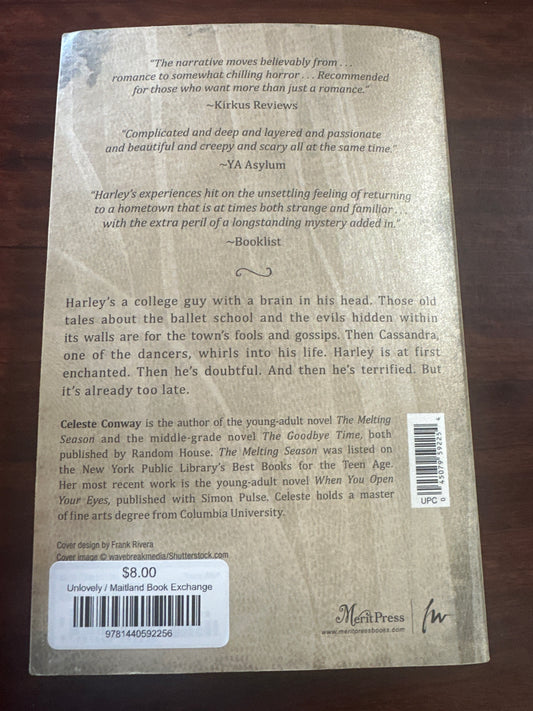 “The narrative moves believably from . . .
romance to somewhat chilling horror . . . Recommended
for those who want more than just a romance.”
~Kirkus Reviews
“Complicated and deep and layered and passionate
and beautiful and creepy and scary all at the same time.”
~YA Asylum
“Harley’s experiences hit on the unsettling feeling of returning
to a hometown that is at times both strange and familiar . . .
with the extra peril of a longstanding mystery added in.”
~Booklist
Harley’s a college guy with a brain in his head. Those old
tales about the ballet school and the evils hidden within
its walls are for the town’s fools and gossips. Then Cassandra,
one of the dancers, whirls into his life. Harley is at first
enchanted. Then he’s doubtful. And then he’s terrified. But
it’s already too late.
Celeste Conway is the author of the young-adult novel The Melting
Season and the middle-grade novel The Goodbye Time, both
published by Random House. The Melting Season was listed on
the New York Public Library’s Best Books for the Teen Age.
Her most recent work is the young-adult novel When You Open
Your Eyes, published with Simon Pulse. Celeste holds a master
of fine arts degree from Columbia University.
UPC
0 45079 59225 4
Cover design by Frank Rivera
Cover image © wavebreakmedia/Shutterstock.com
$8.00
Unlovely / Maitland Book Exchange
9781440592256
MeritPress
www.meritpressbooks.com
fw